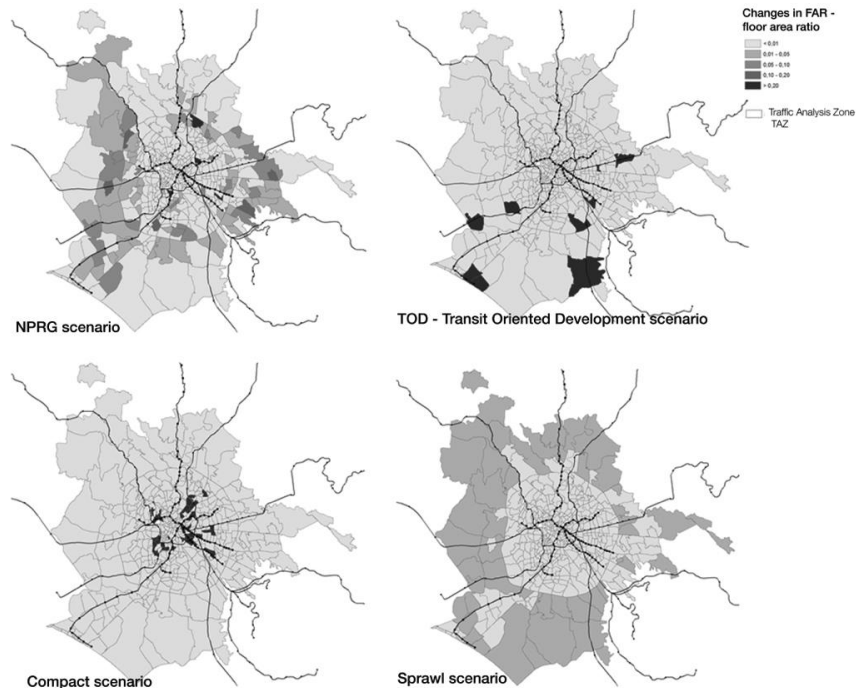 Changes in FAR -
floor area ratio
< 0,01
0,01 - 0,05
0,05 - 0,10
0,10 - 0,20
> 0,20
Traffic Analysis Zone
TAZ
NPRG scenario
TOD - Transit Oriented Development scenario
Compact scenario
Sprawl scenario